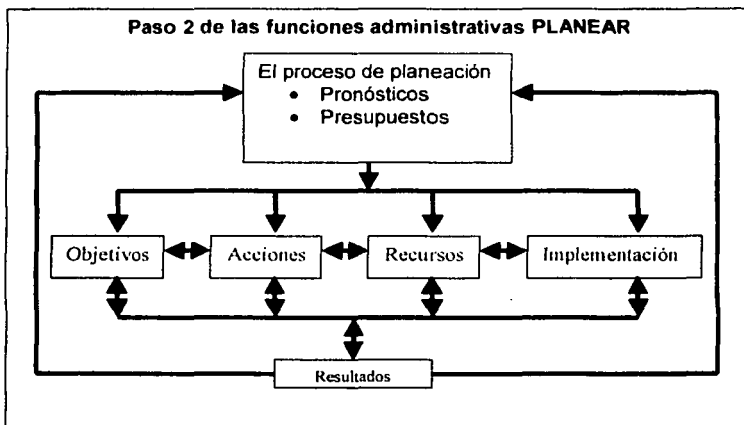 Paso 2 de las funciones administrativas PLANEAR
El proceso de planeación
• Pronósticos
• Presupuestos
Objetivos
Acciones
Recursos
Implementación
Resultados